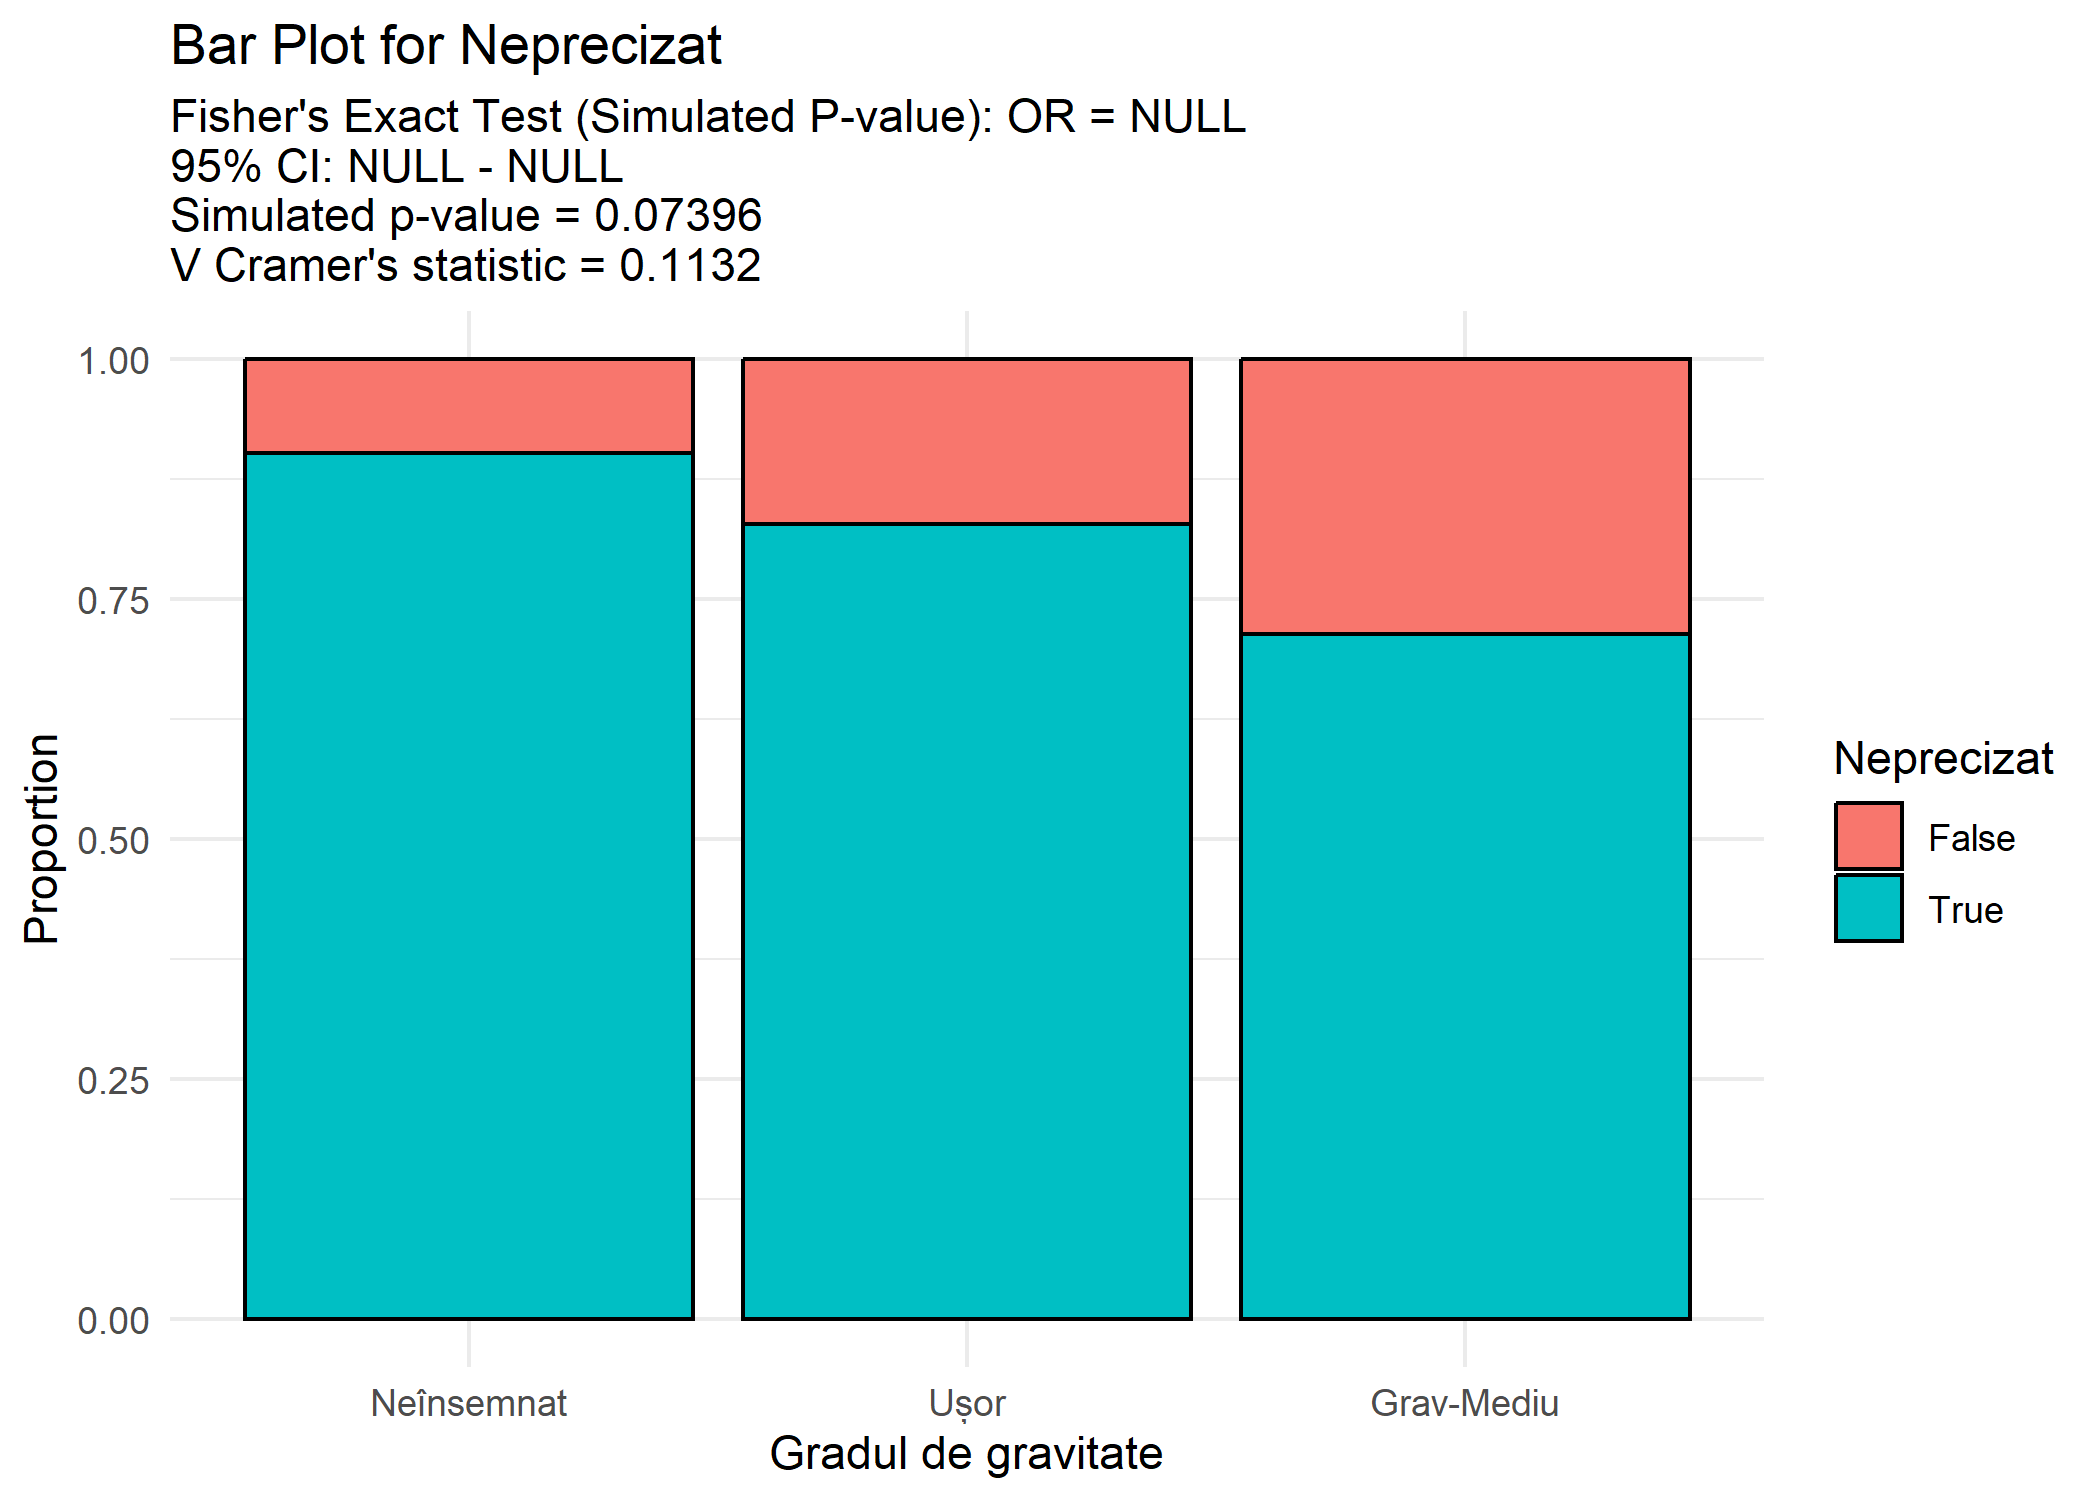 Bar Plot for Neprecizat
Fisher's Exact Test (Simulated P-value): OR = NULL
95% CI: NULL - NULL
Simulated p-value = 0.07396
V Cramer's statistic = 0.1132
1.00
0.75
0.50
0.25
0.00
Proportion
Neînsemnat
Ușor
Grav-Mediu
Gradul de gravitate
Neprecizat
False
True